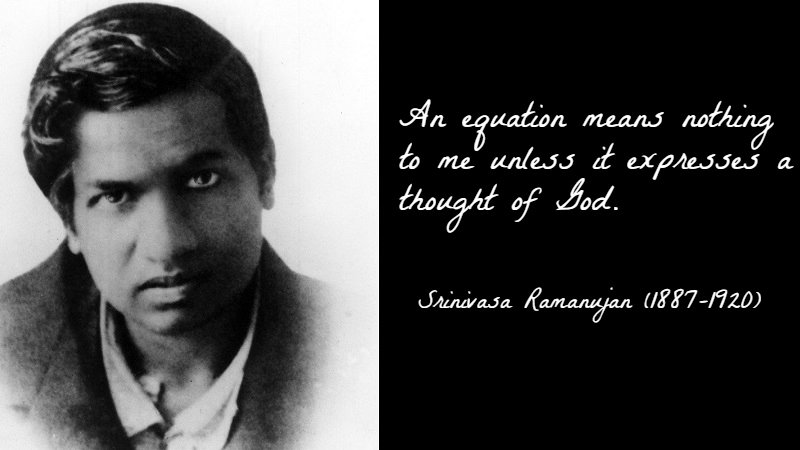 An equation means nothing
to me unless it expresses a
thought of God.
Srinivasa Ramanujan (1887-1920)